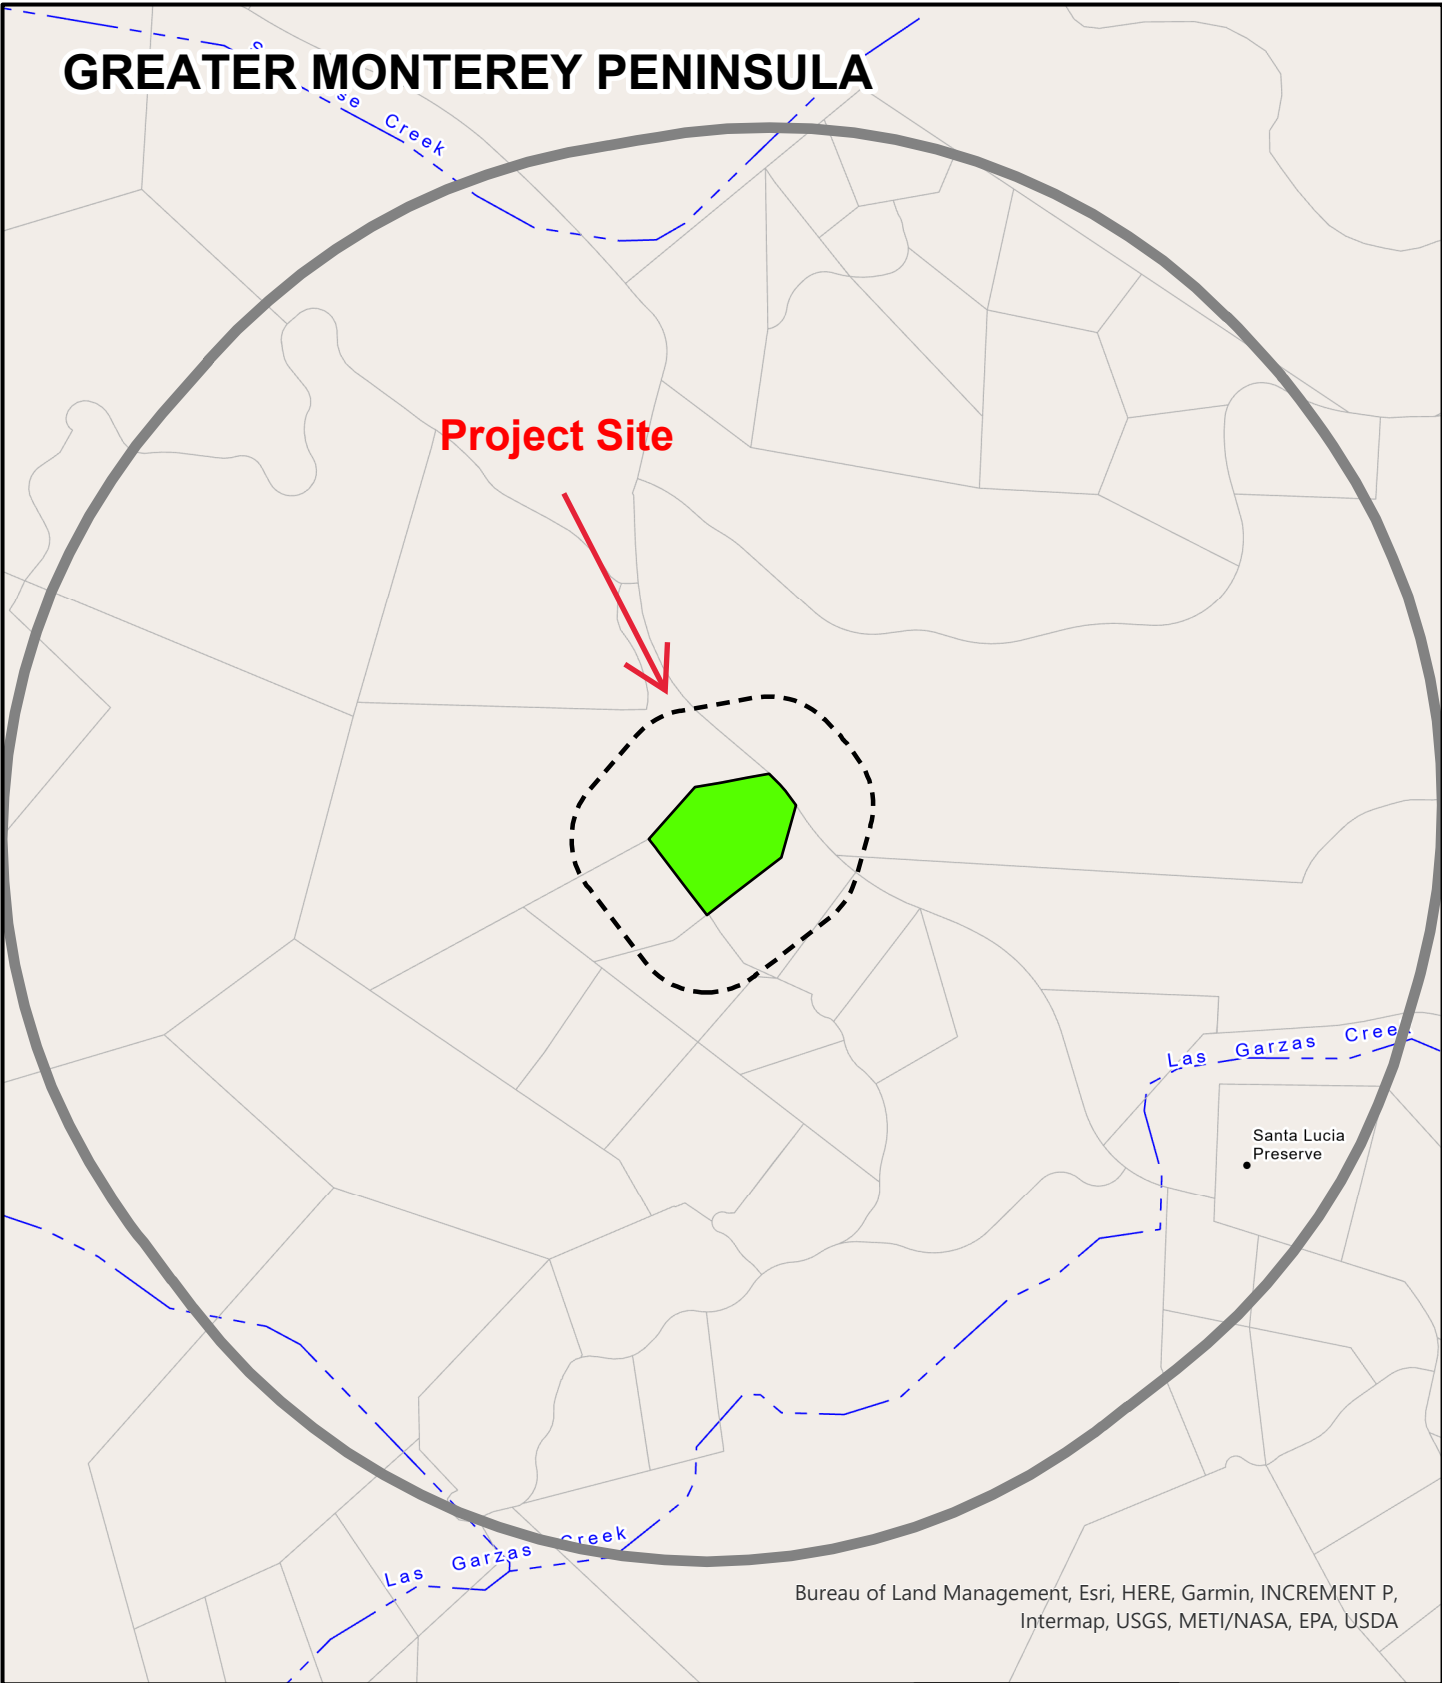 GREATER MONTEREY PENINSULA
Creek
Project Site
Las Garzas Creek
Santa Lucia
Preserve
Las Garzas Creek
Bureau of Land Management, Esri, HERE, Garmin, INCREMENT P,
Intermap, USGS, METI/NASA, EPA, USDA